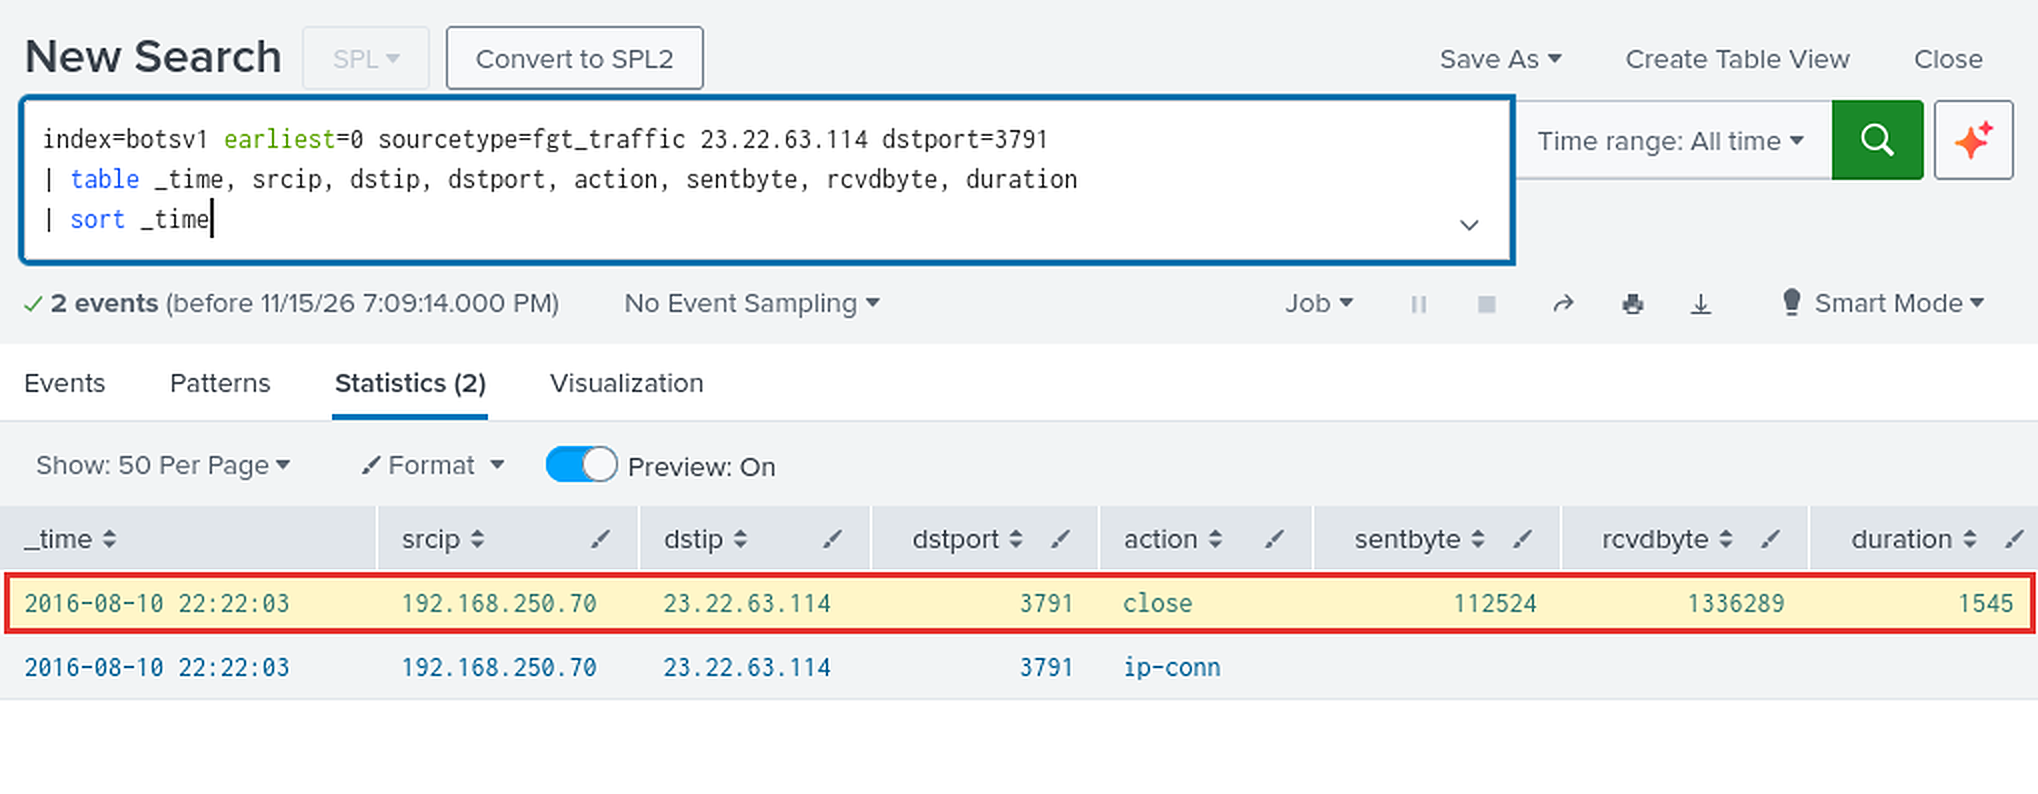 New Search SPL Convert to SPL2 Save As Create Table View Close
index=botsv1 earliest=0 sourcetype=fgt_traffic 23.22.63.114 dstport=3791
| table _time, srcip, dstip, dstport, action, sentbyte, rcvdbyte, duration
| sort _time
Time range: All time
2 events (before 11/15/26 7:09:14.000 PM) No Event Sampling Job Smart Mode
Events Patterns Statistics (2) Visualization
Show: 50 Per Page Format Preview: On
_time srcip dstip dstport action sentbyte rcvdbyte duration
2016-08-10 22:22:03 192.168.250.70 23.22.63.114 3791 close 112524 1336289 1545
2016-08-10 22:22:03 192.168.250.70 23.22.63.114 3791 ip-conn